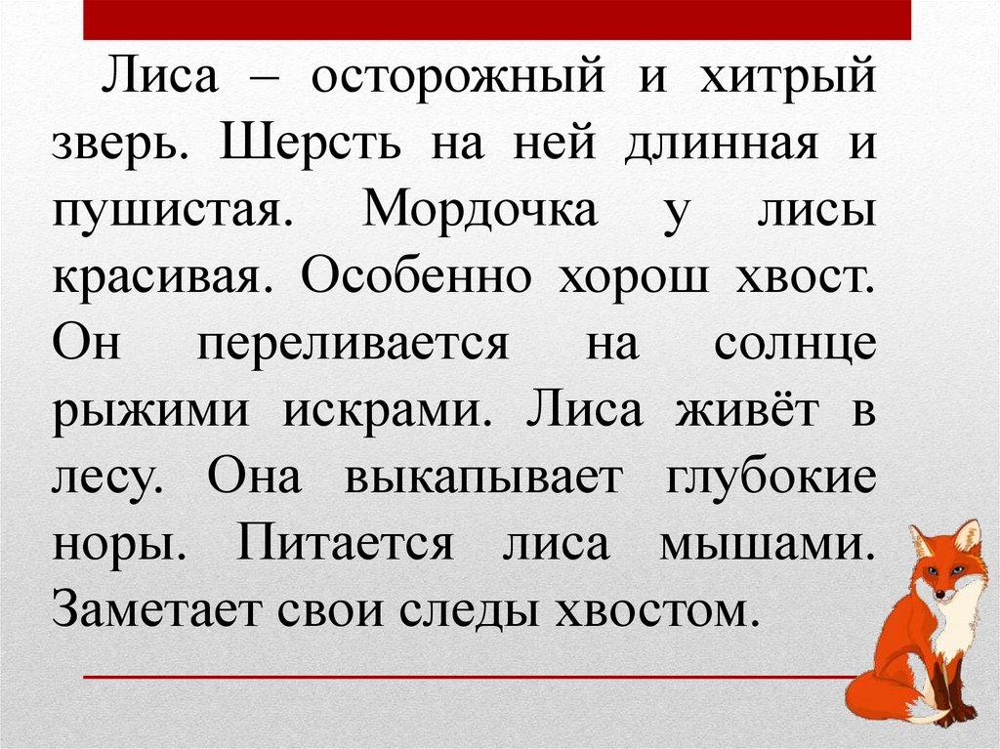 Лиса – осторожный и хитрый
зверь. Шерсть на ней длинная и
пушистая. Мордочка у лисы
красивая. Особенно хорош хвост.
Он переливается на солнце
рыжими искрами. Лиса живёт в
лесу. Она выкапывает глубокие
норы. Питается лиса мышами.
Заметает свои следы хвостом.